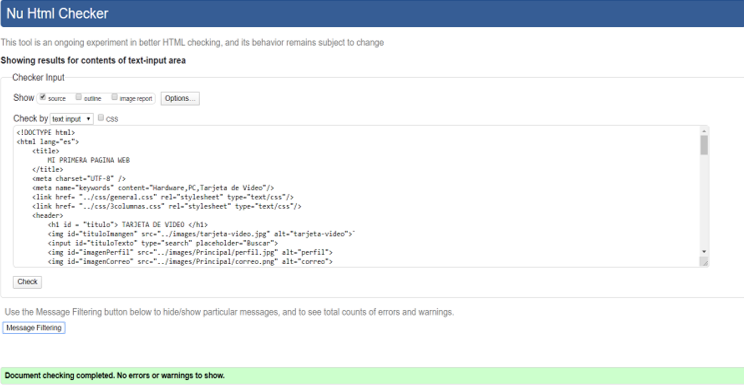 Nu Html Checker
This tool is an ongoing experiment in better HTML checking, and its behavior remains subject to change
Showing results for contents of text-input area
Checker Input
Show source outline image report Options...
Check by text input css
<!DOCTYPE html>
<html lang="es">
<title>
MI PRIMERA PAGINA WEB
</title>
<meta charset="UTF-8" />
<meta name="keywords" content="Hardware,PC,Tarjeta de Video"/>
<link href= "../css/general.css" rel="stylesheet" type="text/css"/>
<link href= "../css/3columnas.css" rel="stylesheet" type="text/css"/>
<header>
<h1 id = "titulo"> TARJETA DE VIDEO </h1>
<img id="tituloImangen" src="../images/tarjeta-video.jpg" alt="tarjeta-video">`
<input id="tituloTexto" type="search" placeholder="Buscar">
<img id="imagenPerfil" src="../images/Principal/perfil.jpg" alt="perfil">
<img id="imagenCorreo" src="../images/Principal/correo.png" alt="correo">
Check
Use the Message Filtering button below to hide/show particular messages, and to see total counts of errors and warnings.
Message Filtering
Document checking completed. No errors or warnings to show.